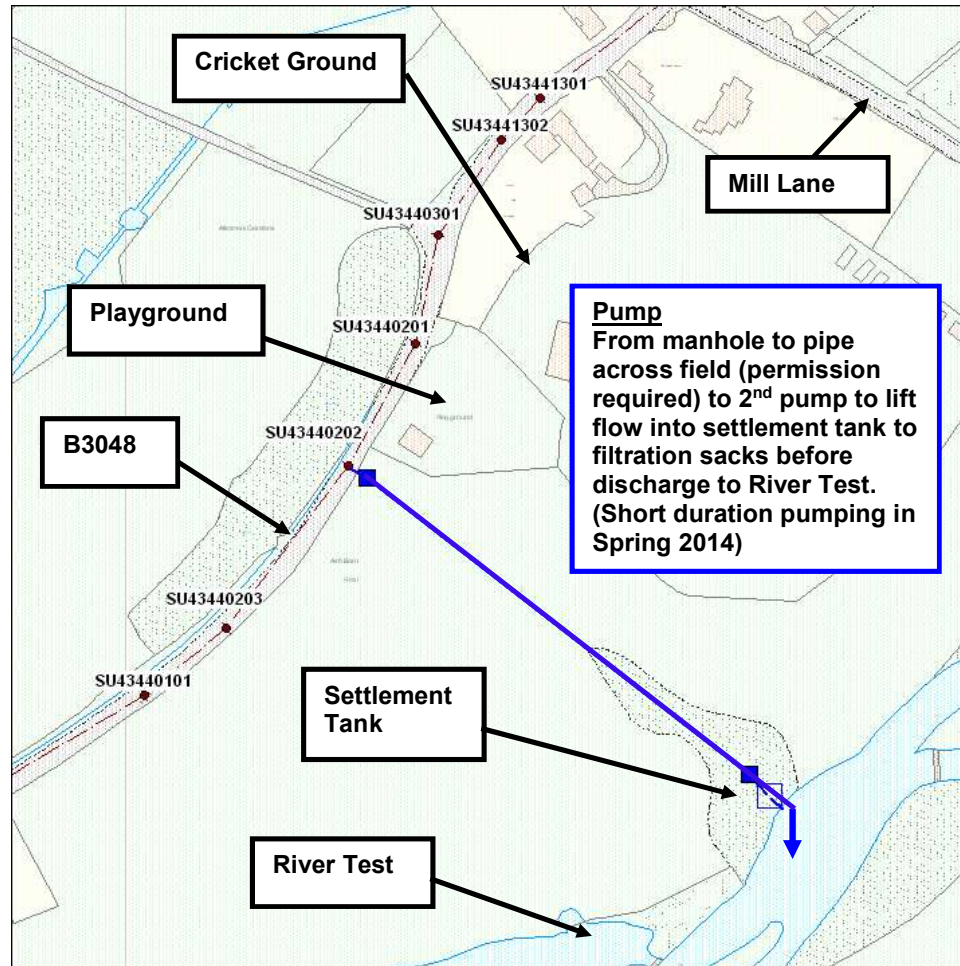 Cricket Ground
SU43441301
SU43441302
Mill Lane
SU43440301
Playground
SU43440201
Pump
From manhole to pipe
across field (permission
required) to 2nd pump to lift
flow into settlement tank to
filtration sacks before
discharge to River Test.
(Short duration pumping in
Spring 2014)
Playground
B3048
SU43440202
SU43440203
SU43440101
Settlement
Tank
River Test